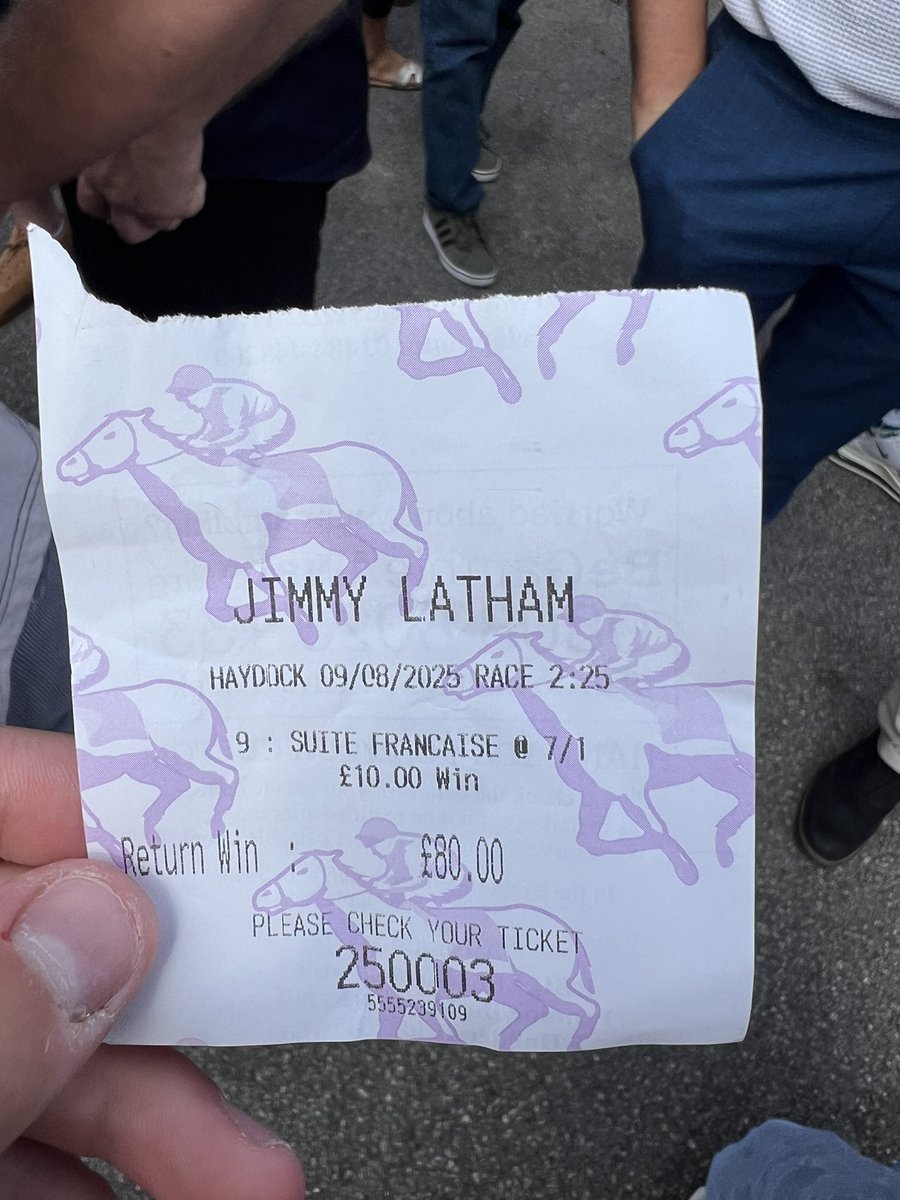 JIMMY LATHAM
HAYDOCK 09/08/2025 RACE 2:25
9 : SUITE FRANCAISE @ 7/1
£10.00 Win
Return Win : £80.00
PLEASE CHECK YOUR TICKET
250003
5555239109